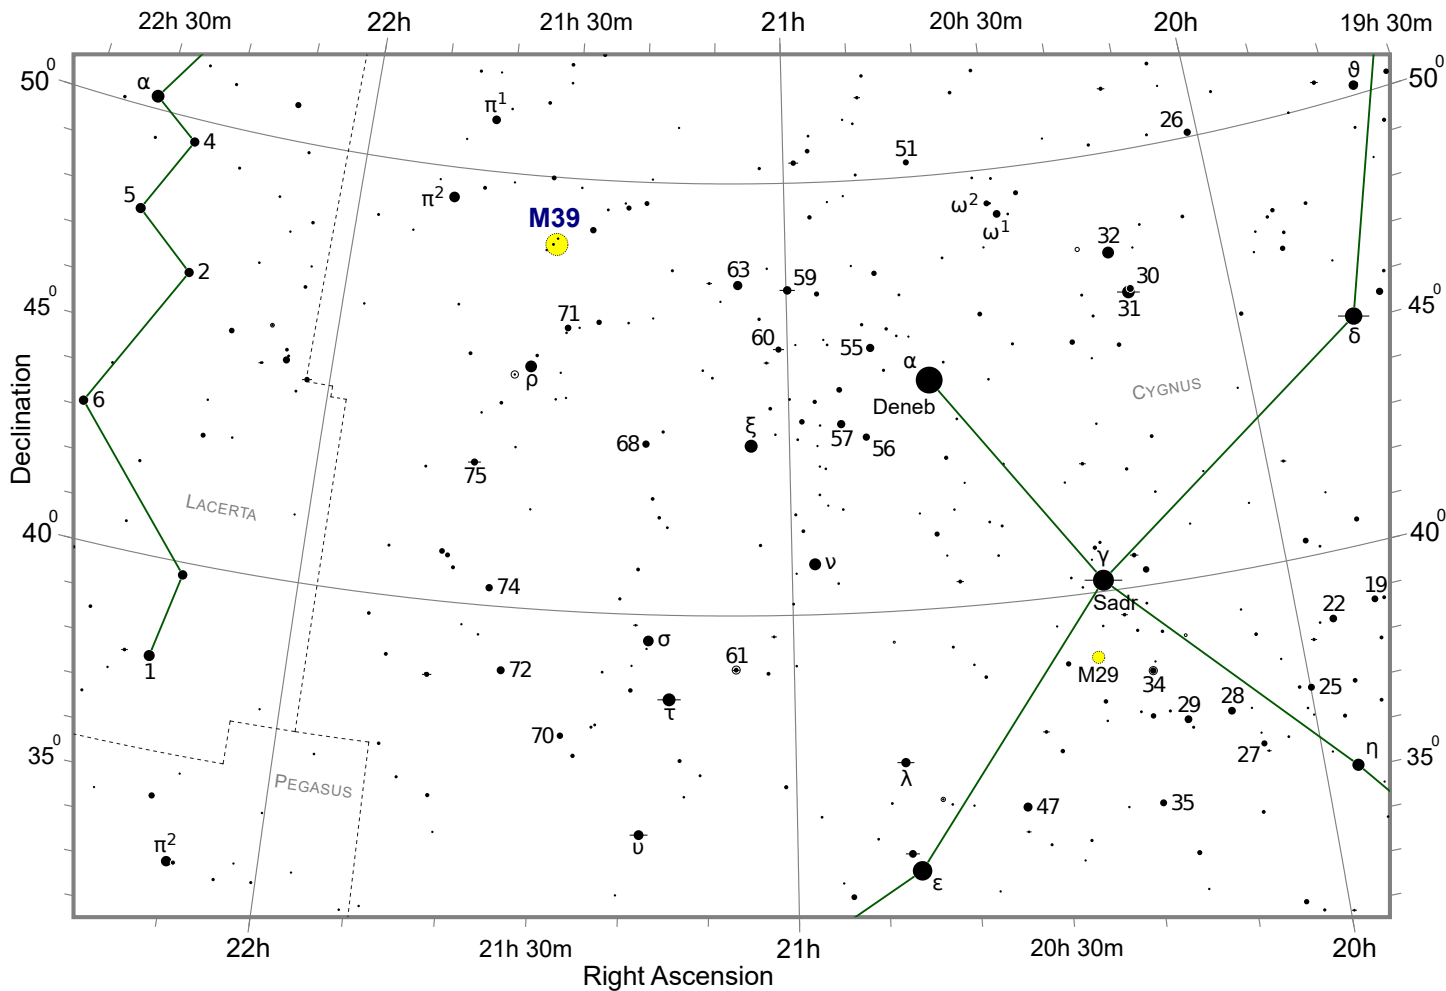 22h 30m 22h 21h 30m 21h 20h 30m 20h 19h 30m
50⁰ α π¹ 26 ϑ 50⁰
4 51
5 π² ω² ω¹
M39
2 63 59 32
30
45⁰ 71 31 45⁰
60 55 δ
α
ρ Deneb CYGNUS
6
ξ 57 56
68
75
Declination
LACERTA
40⁰ γ 40⁰
ν
74 Sadr 19
22
σ
1 72 61 M29 34 25
τ 29 28
35⁰ 70 27 η 35⁰
λ
PEGASUS
47 35
π² υ
ε
22h 21h 30m 21h 20h 30m 20h
Right Ascension